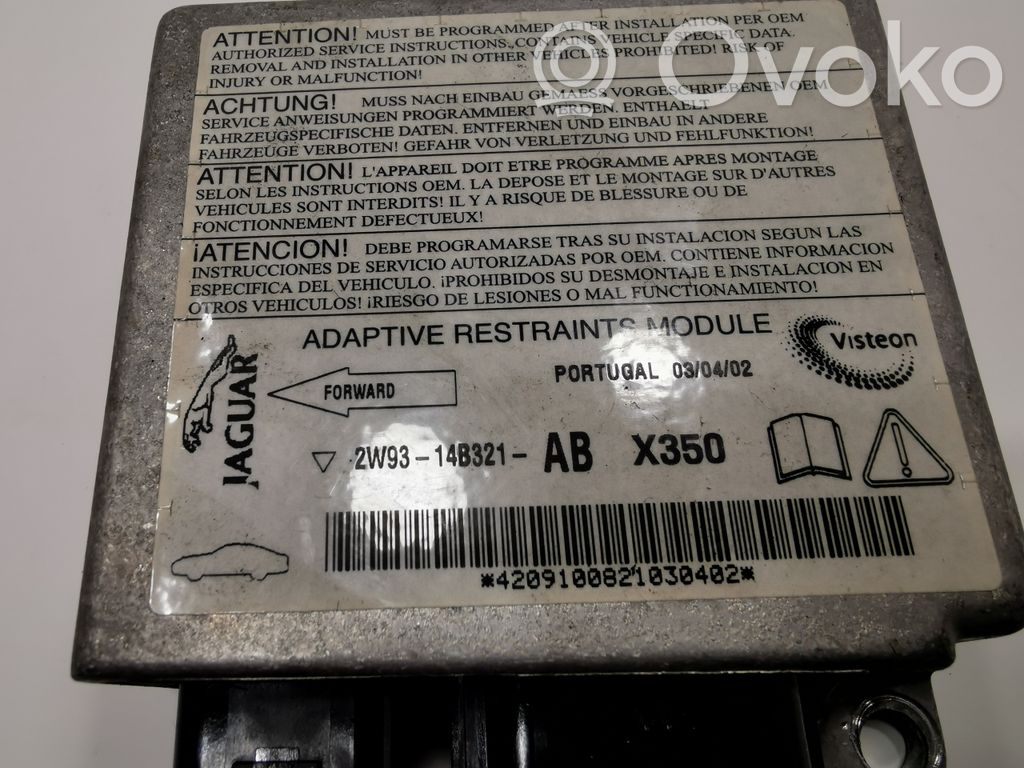 ATTENTION! MUST BE PROGRAMMED AFTER INSTALLATION PER OEM
AUTHORIZED SERVICE INSTRUCTIONS. CONTAINS VEHICLE SPECIFIC DATA.
REMOVAL AND INSTALLATION IN OTHER VEHICLES PROHIBITED! RISK OF
INJURY OR MALFUNCTION!
Ovoko
ACHTUNG! MUSS NACH EINBAU GEMAESS VORGESCHRIEBENEN OEM
SERVICE ANWEISUNGEN PROGRAMMIERT WERDEN. ENTHAELT
FAHRZEUGSPEZIFISCHE DATEN. ENTFERNEN UND EINBAU IN ANDERE
FAHRZEUGE VERBOTEN! GEFAHR VON VERLETZUNG UND FEHLFUNKTION!
ATTENTION! L'APPAREIL DOIT ETRE PROGRAMME APRES MONTAGE
SELON LES INSTRUCTIONS OEM. LA DEPOSE ET LE MONTAGE SUR D'AUTRES
VEHICULES SONT INTERDITS! IL Y A RISQUE DE BLESSURE OU DE
FONCTIONNEMENT DEFECTUEUX!
¡ATENCION! DEBE PROGRAMARSE TRAS SU INSTALACION SEGUN LAS
INSTRUCCIONES DE SERVICIO AUTORIZADAS POR OEM. CONTIENE INFORMACION
ESPECIFICA DEL VEHICULO. ¡PROHIBIDOS SU DESMONTAJE E INSTALACION EN
OTROS VEHICULOS! ¡RIESGO DE LESIONES O MAL FUNCTIONAMIENTO!
ADAPTIVE RESTRAINTS MODULE
Visteon
PORTUGAL 03/04/02
JAGUAR
FORWARD
2W93-14B321-AB X350
*4209100821030402*